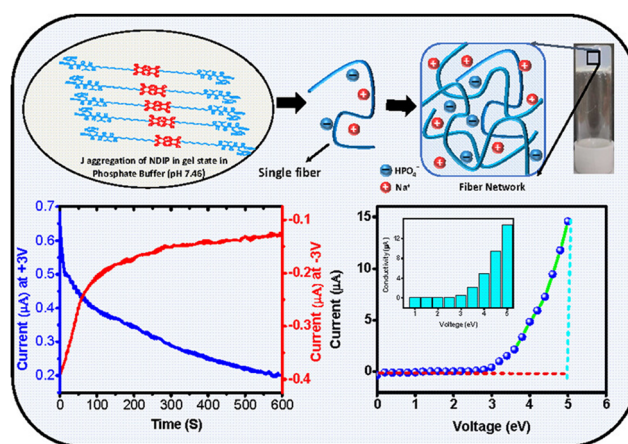 J aggregation of NDIP in gel state in
Phosphate Buffer (pH 7.46)
Single fiber
HPO₄⁻
Na⁺
Fiber Network
Current (μA) at +3V
0.7
0.6
0.5
0.4
0.3
0.2
0 100 200 300 400 500 600
Time (S)
-0.1
-0.2
-0.3
-0.4
Current (μA) at -3V
Current (μA)
15
10
5
0
0 1 2 3 4 5 6
Voltage (eV)
Conductivity (μA)
12
8
4
0
1 2 3 4 5
Voltege (eV)